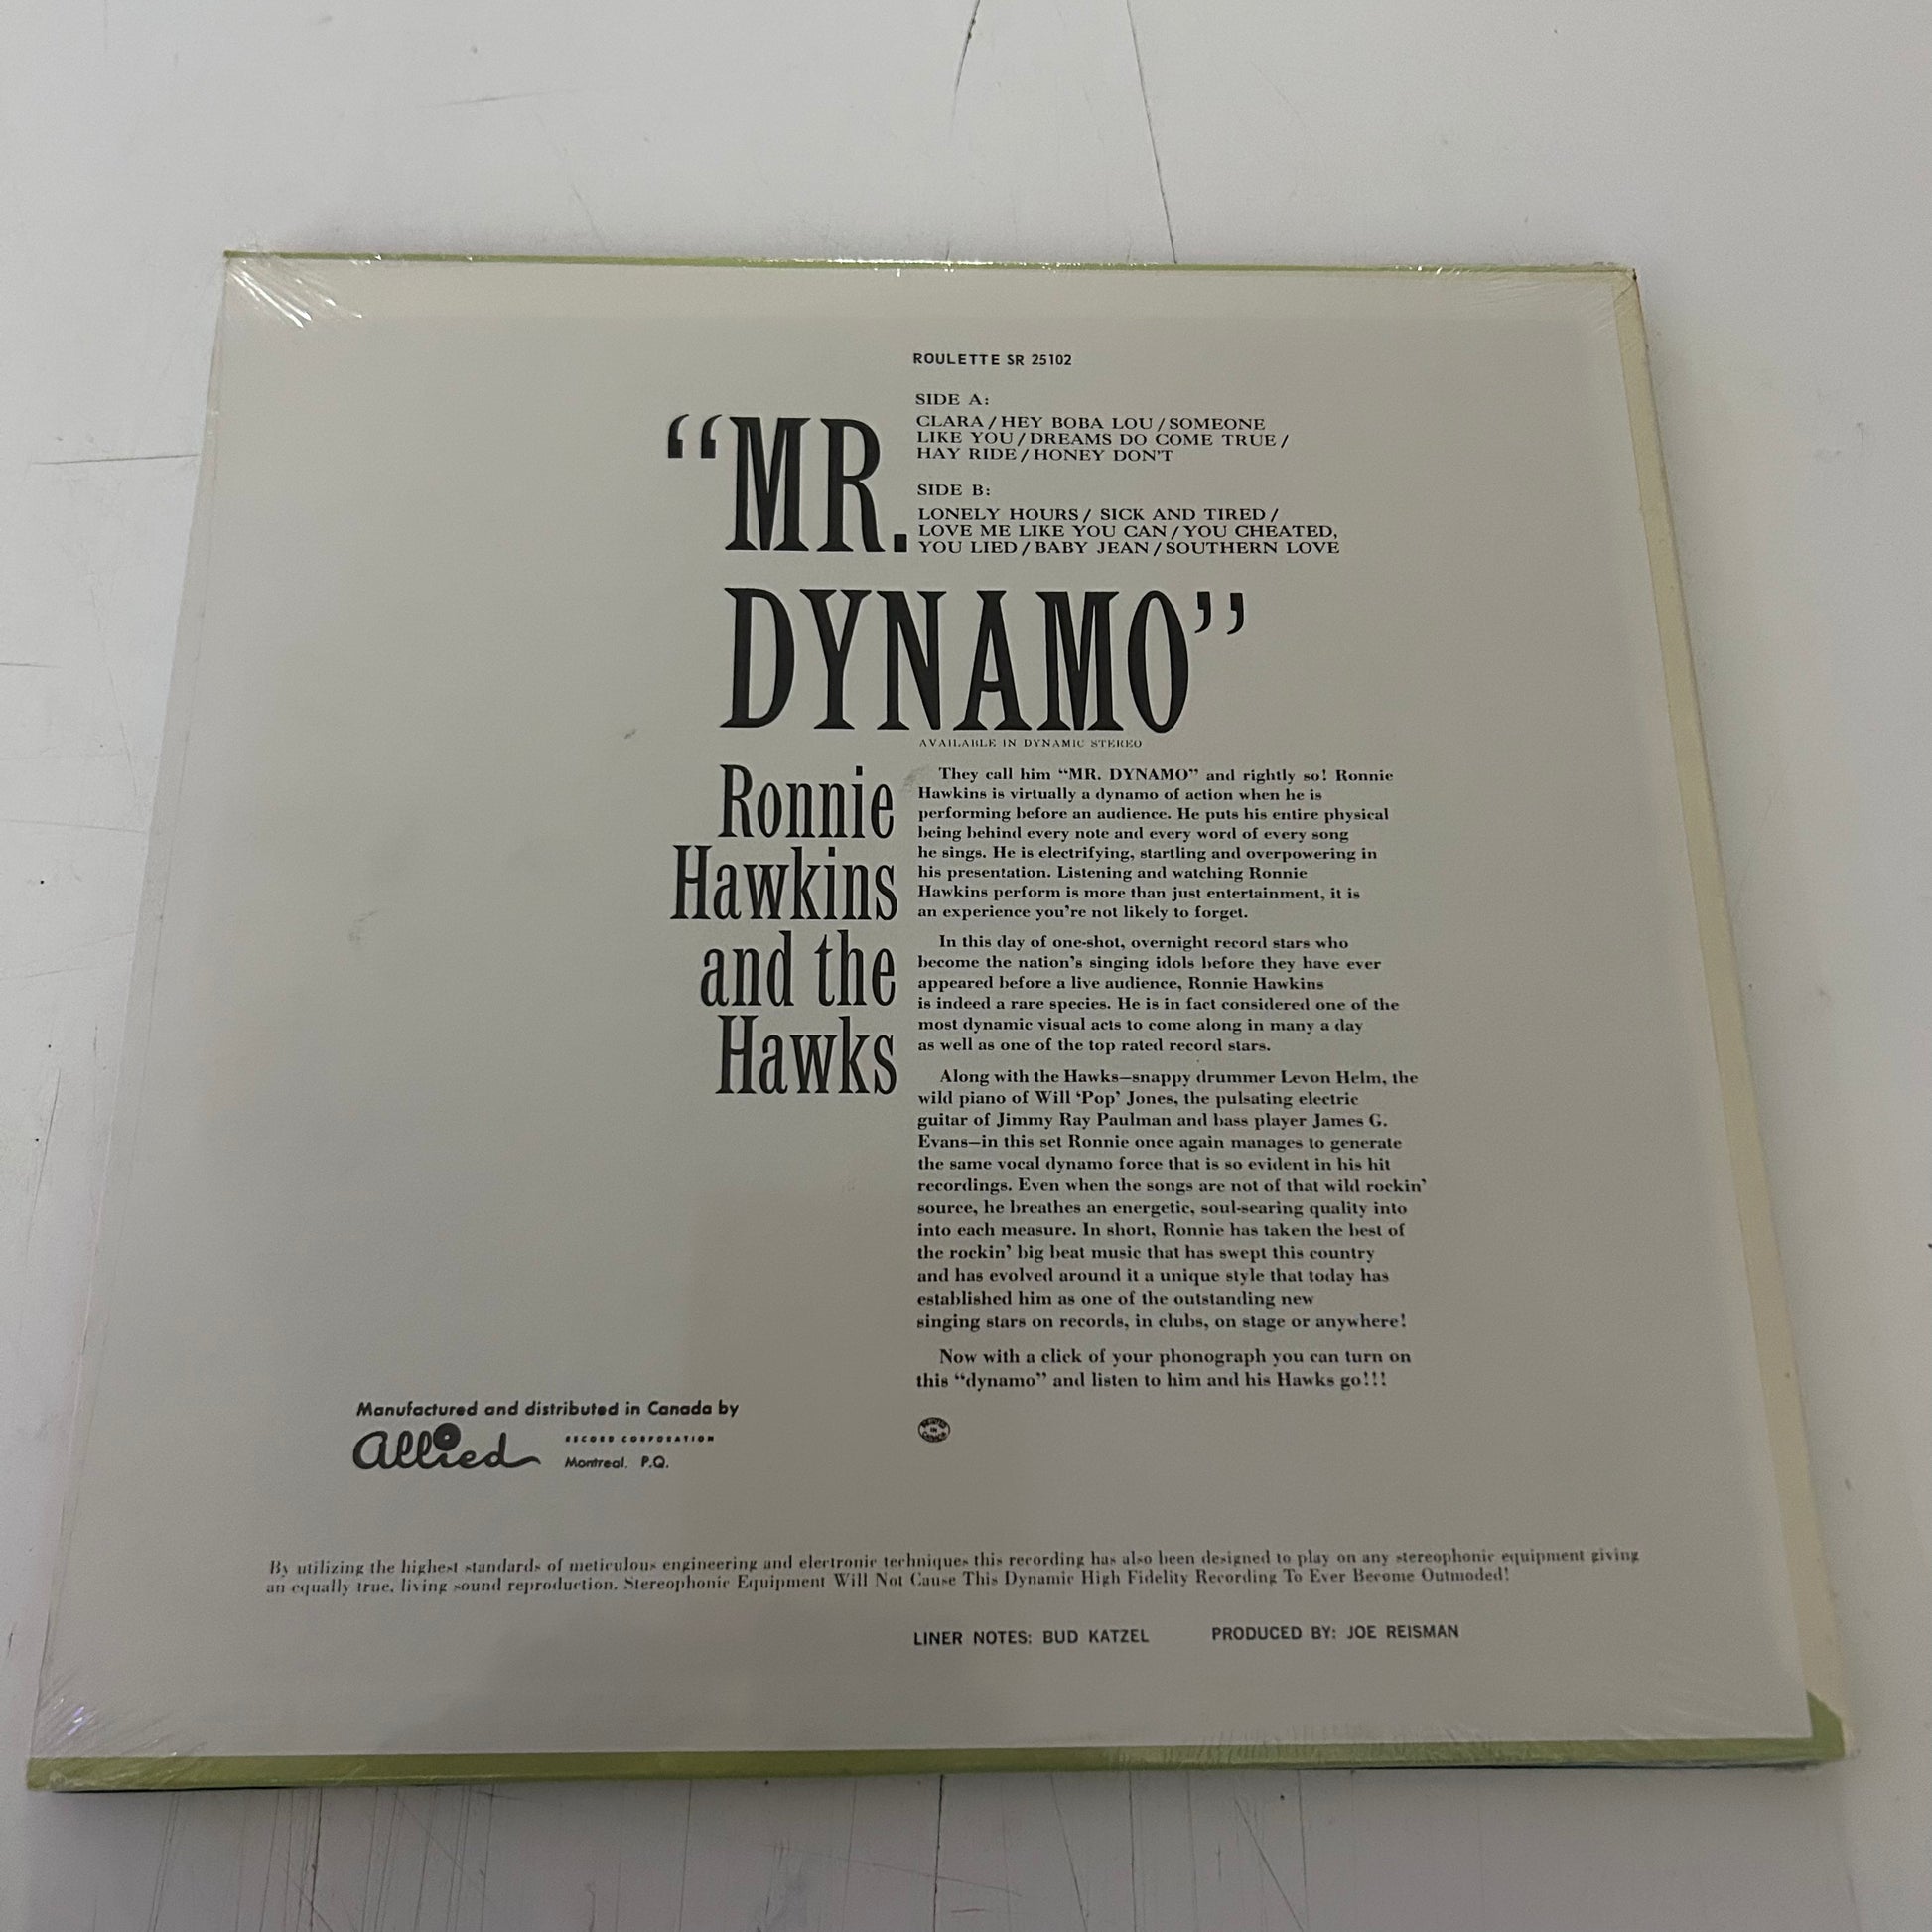 ROULETTE SR 25102
SIDE A:
CLARA / HEY BOBA LOU / SOMEONE
LIKE YOU / DREAMS DO COME TRUE /
HAY RIDE / HONEY DON'T
SIDE B:
LONELY HOURS / SICK AND TIRED /
LOVE ME LIKE YOU CAN / YOU CHEATED,
YOU LIED / BABY JEAN / SOUTHERN LOVE
“MR.
DYNAMO”
AVAILABLE IN DYNAMIC STEREO
Ronnie
Hawkins
and the
Hawks
They call him “MR. DYNAMO” and rightly so! Ronnie
Hawkins is virtually a dynamo of action when he is
performing before an audience. He puts his entire physical
being behind every note and every word of every song
he sings. He is electrifying, startling and overpowering in
his presentation. Listening and watching Ronnie
Hawkins perform is more than just entertainment, it is
an experience you’re not likely to forget.
In this day of one-shot, overnight record stars who
become the nation’s singing idols before they have ever
appeared before a live audience, Ronnie Hawkins
is indeed a rare species. He is in fact considered one of the
most dynamic visual acts to come along in many a day
as well as one of the top rated record stars.
Along with the Hawks—snappy drummer Levon Helm, the
wild piano of Will ‘Pop’ Jones, the pulsating electric
guitar of Jimmy Ray Paulman and bass player James G.
Evans—in this set Ronnie once again manages to generate
the same vocal dynamo force that is so evident in his hit
recordings. Even when the songs are not of that wild rockin’
source, he breathes an energetic, soul-searing quality into
into each measure. In short, Ronnie has taken the best of
the rockin’ big beat music that has swept this country
and has evolved around it a unique style that today has
established him as one of the outstanding new
singing stars on records, in clubs, on stage or anywhere!
Now with a click of your phonograph you can turn on
this “dynamo” and listen to him and his Hawks go!!!
Manufactured and distributed in Canada by
allied
RECORD CORPORATION
Montreal. P.Q.
By utilizing the highest standards of meticulous engineering and electronic techniques this recording has also been designed to play on any stereophonic equipment giving
an equally true, living sound reproduction. Stereophonic Equipment Will Not Cause This Dynamic High Fidelity Recording To Ever Become Outmoded!
LINER NOTES: BUD KATZEL
PRODUCED BY: JOE REISMAN